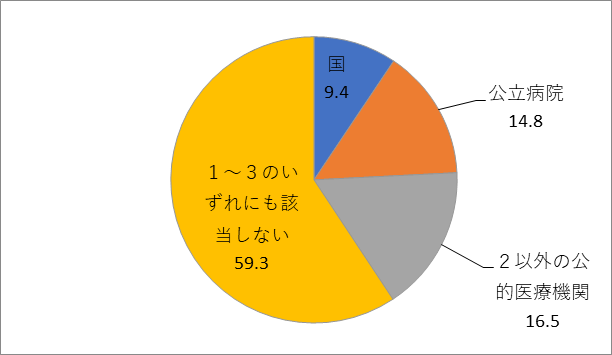 国
9.4
公立病院
14.8
２以外の公
的医療機関
16.5
１～３のい
ずれにも該
当しない
59.3